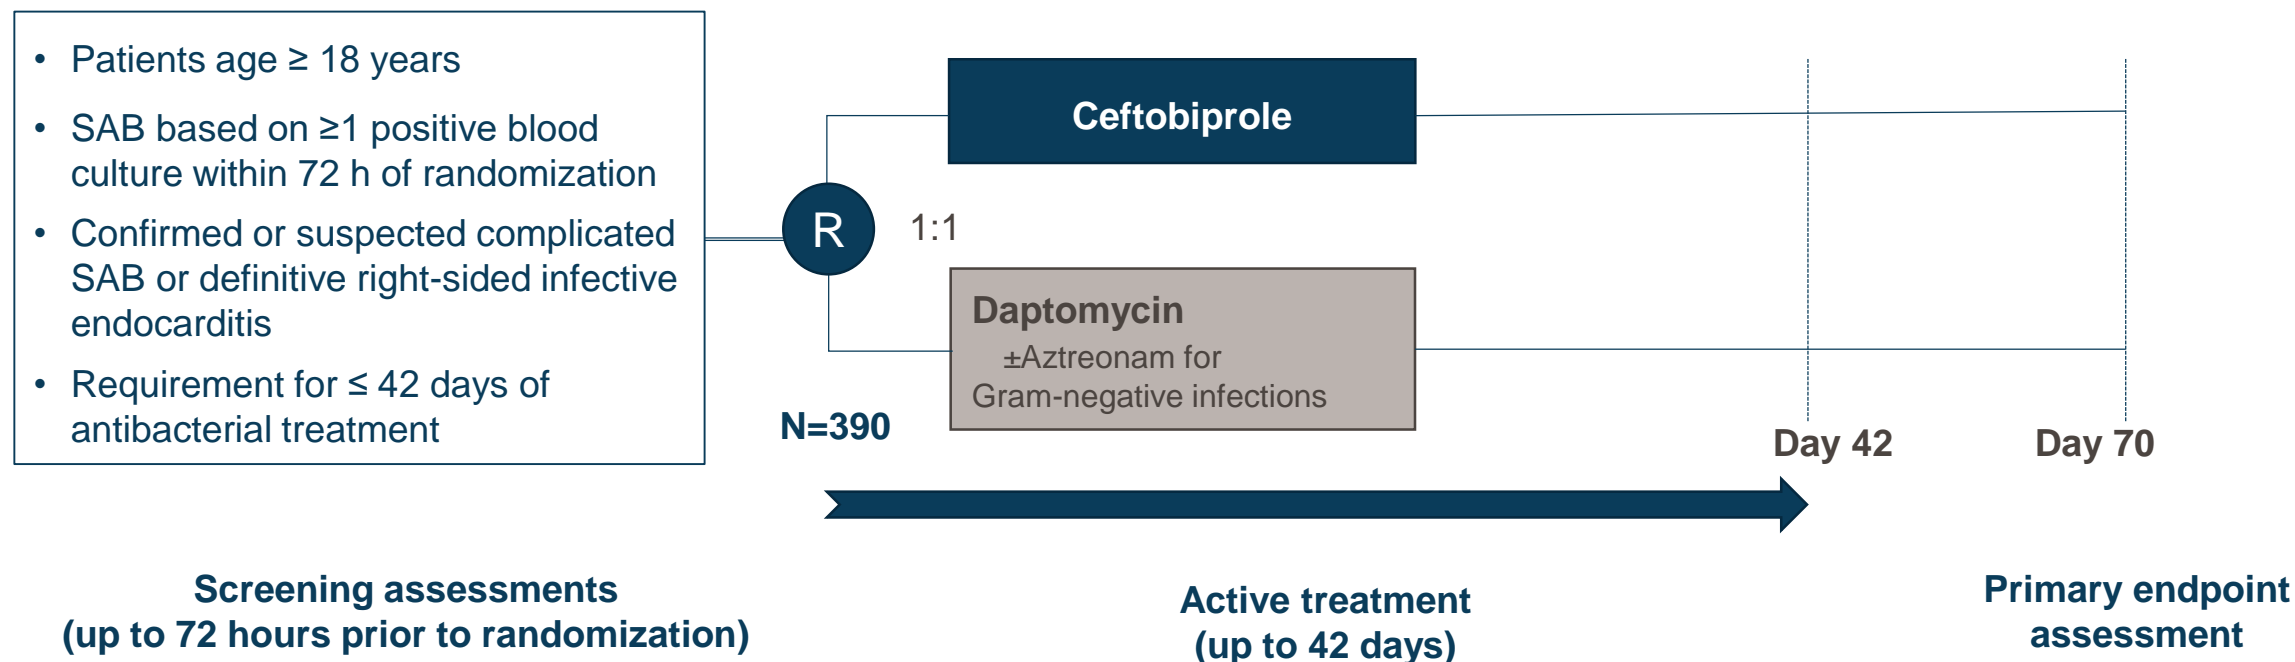 • Patients age ≥ 18 years
• SAB based on ≥1 positive blood
culture within 72 h of randomization
• Confirmed or suspected complicated
SAB or definitive right-sided infective
endocarditis
• Requirement for ≤ 42 days of
antibacterial treatment
R
1:1
N=390
Ceftobiprole
Daptomycin
±Aztreonam for
Gram-negative infections
Day 42
Day 70
Screening assessments
(up to 72 hours prior to randomization)
Active treatment
(up to 42 days)
Primary endpoint
assessment